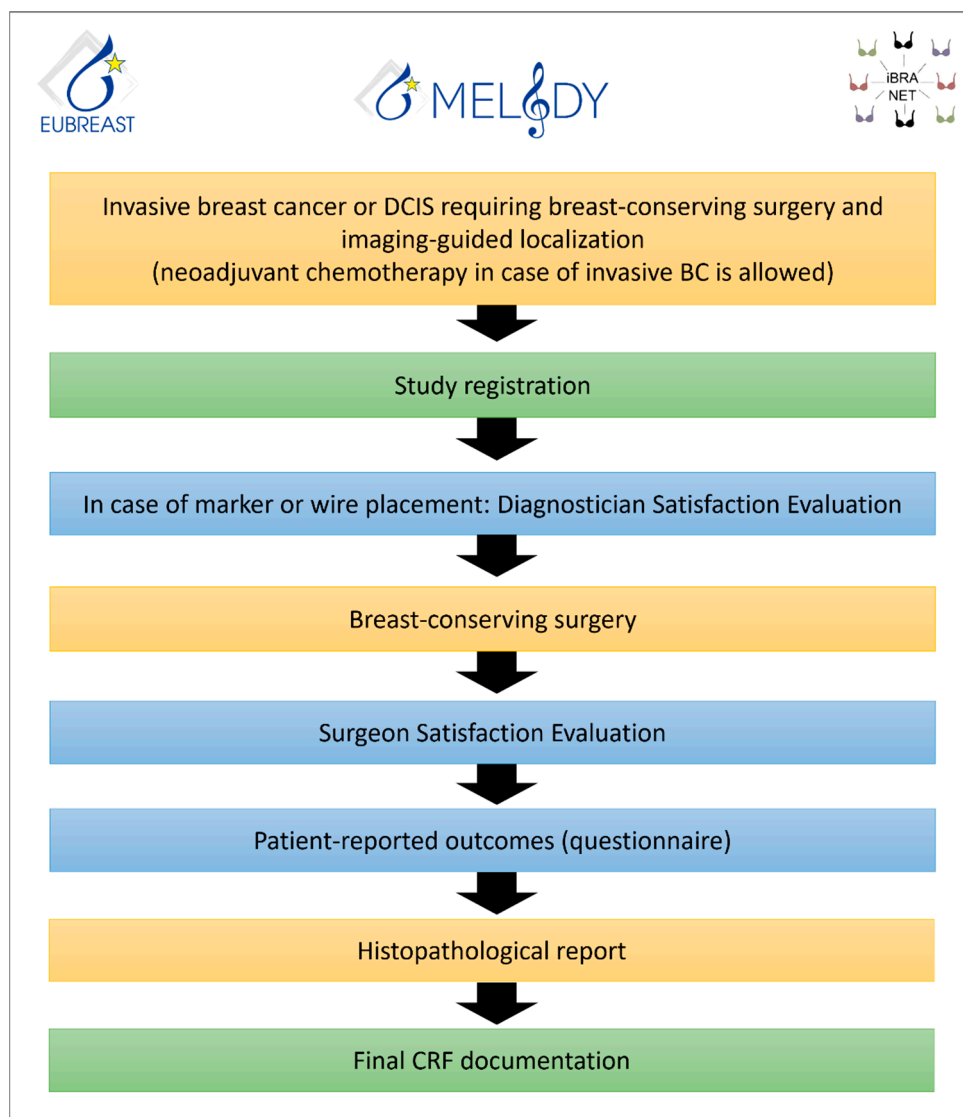 EUBREAST
MELODY
iBRA
NET
Invasive breast cancer or DCIS requiring breast-conserving surgery and
imaging-guided localization
(neoadjuvant chemotherapy in case of invasive BC is allowed)
Study registration
In case of marker or wire placement: Diagnostician Satisfaction Evaluation
Breast-conserving surgery
Surgeon Satisfaction Evaluation
Patient-reported outcomes (questionnaire)
Histopathological report
Final CRF documentation